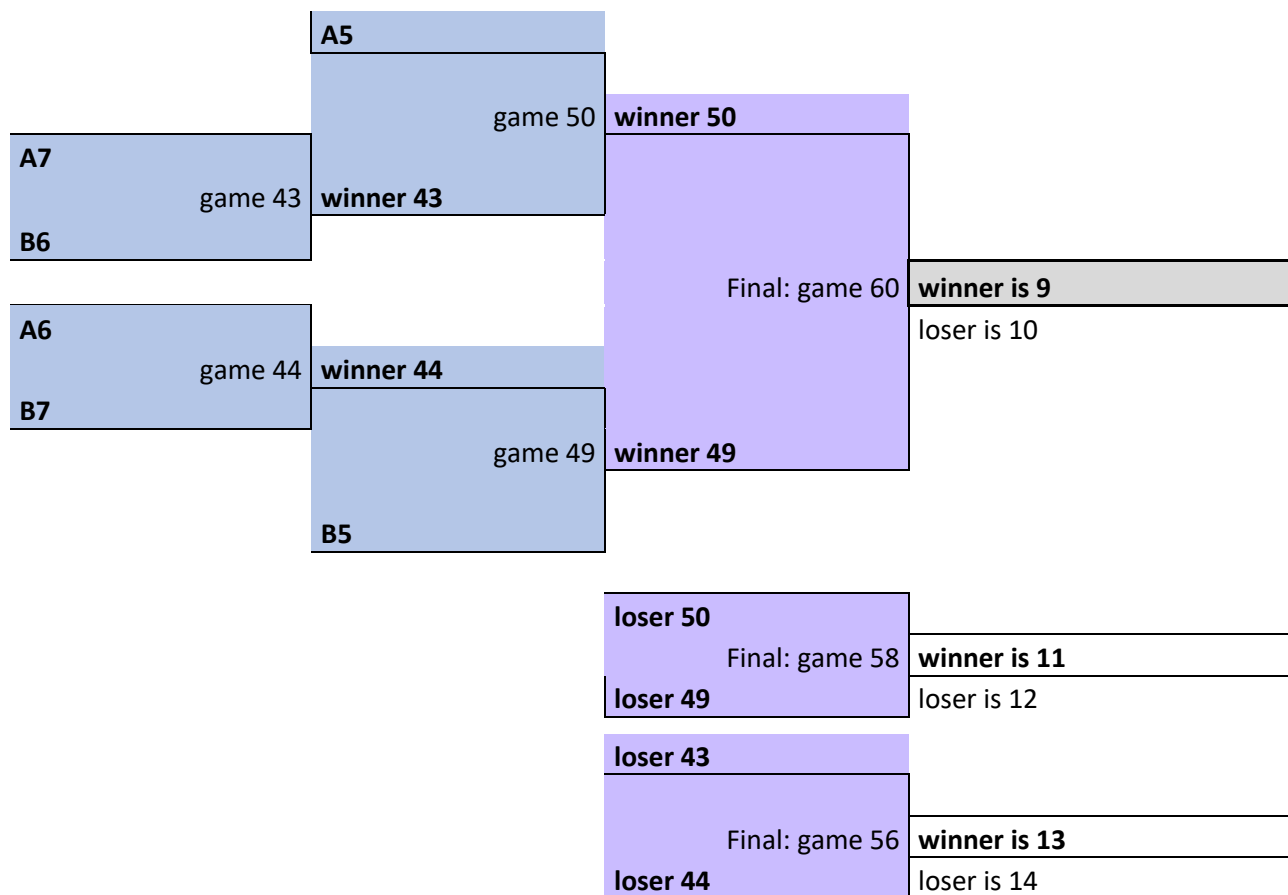 A5
game 50 winner 50
A7
game 43 winner 43
B6
Final: game 60 winner is 9
A6 loser is 10
game 44 winner 44
B7
game 49 winner 49
B5
loser 50
Final: game 58 winner is 11
loser 49 loser is 12
loser 43
Final: game 56 winner is 13
loser 44 loser is 14